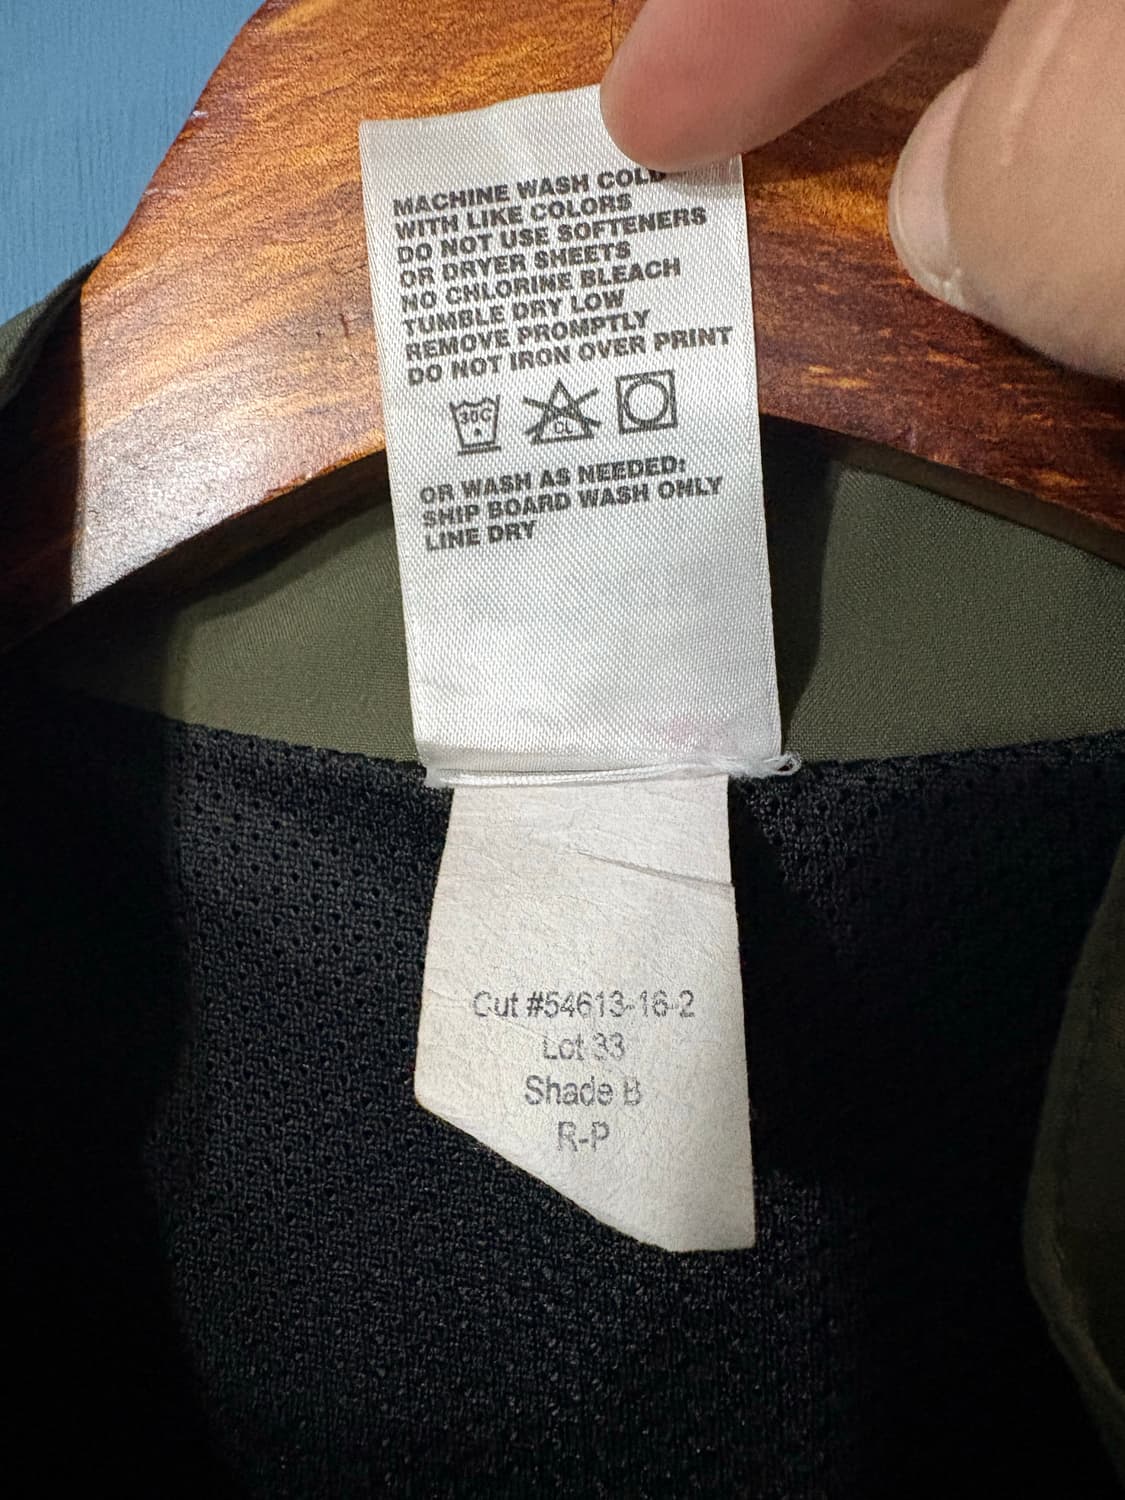 MACHINE WASH COLD
WITH LIKE COLORS
DO NOT USE SOFTENERS
OR DRYER SHEETS
NO CHLORINE BLEACH
TUMBLE DRY LOW
REMOVE PROMPTLY
DO NOT IRON OVER PRINT
30C
CL
OR WASH AS NEEDED:
SHIP BOARD WASH ONLY
LINE DRY
Cut #54613-16-2
Lot 33
Shade B
R-P